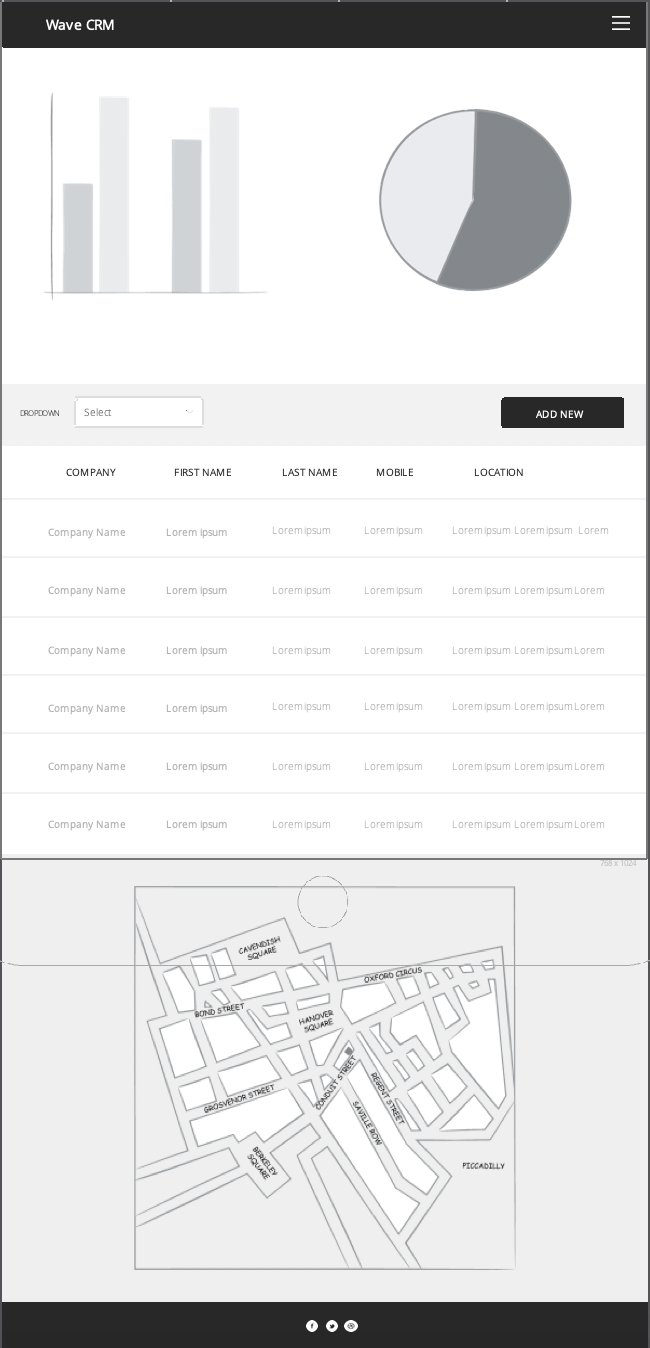 Wave CRM
DROPDOWN Select ADD NEW
COMPANY FIRST NAME LAST NAME MOBILE LOCATION
Company Name Lorem ipsum Lorem ipsum Lorem ipsum Lorem ipsum Lorem ipsum Lorem
Company Name Lorem ipsum Lorem ipsum Lorem ipsum Lorem ipsum Lorem ipsum Lorem
Company Name Lorem ipsum Lorem ipsum Lorem ipsum Lorem ipsum Lorem ipsum Lorem
Company Name Lorem ipsum Lorem ipsum Lorem ipsum Lorem ipsum Lorem ipsum Lorem
Company Name Lorem ipsum Lorem ipsum Lorem ipsum Lorem ipsum Lorem ipsum Lorem
Company Name Lorem ipsum Lorem ipsum Lorem ipsum Lorem ipsum Lorem ipsum Lorem
768 x 1024
CAVENDISH
SQUARE
OXFORD CIRCUS
BOND STREET
HANOVER
SQUARE
CONDUIT STREET
REGENT STREET
GROSVENOR STREET
SAVILLE ROW
BERKELEY
SQUARE
PICCADILLY